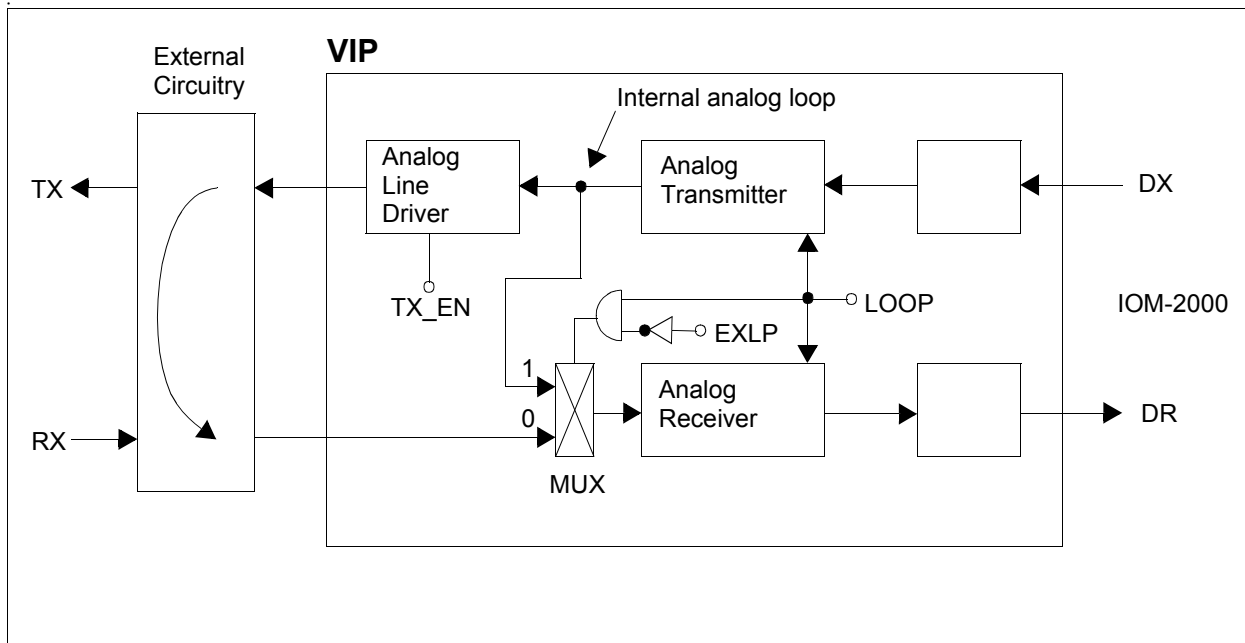 VIP
External
Circuitry
Internal analog loop
Analog
Line
Driver
Analog
Transmitter
TX
DX
TX_EN
LOOP
IOM-2000
EXLP
1
0
Analog
Receiver
RX
DR
MUX